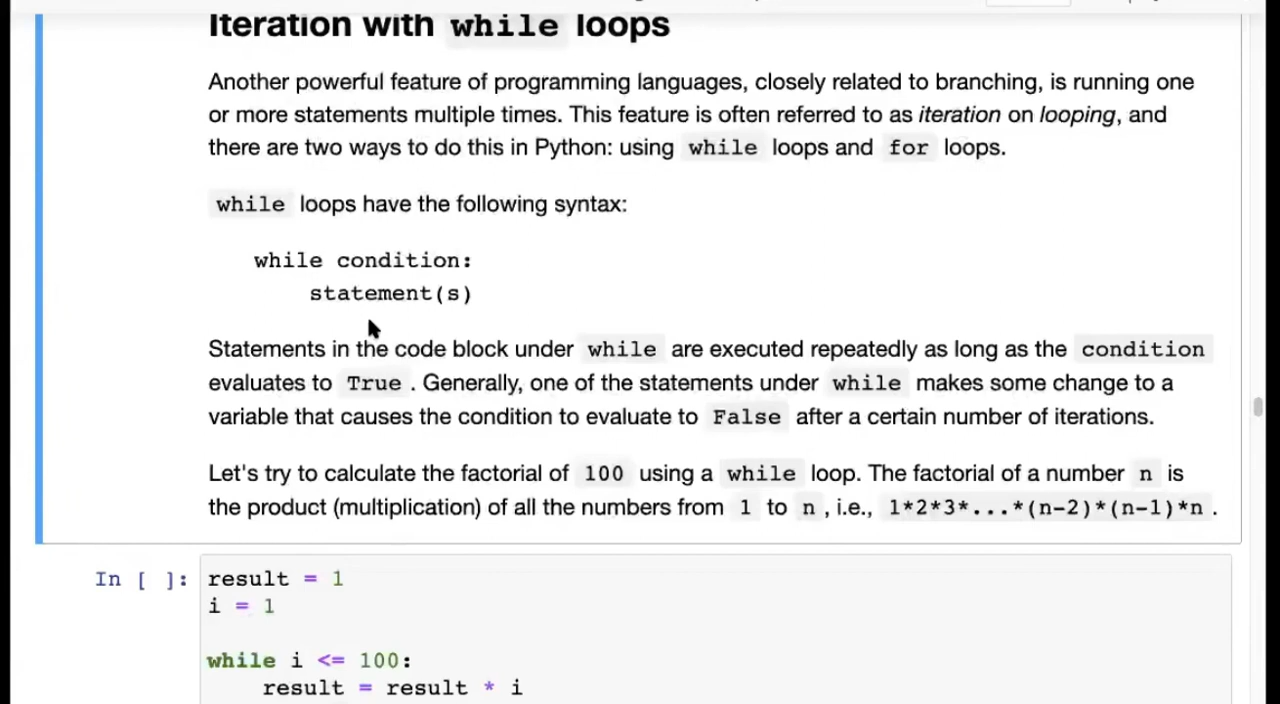 Iteration with while loops
Another powerful feature of programming languages, closely related to branching, is running one
or more statements multiple times. This feature is often referred to as iteration on looping, and
there are two ways to do this in Python: using while loops and for loops.
while loops have the following syntax:
while condition:
    statement(s)
Statements in the code block under while are executed repeatedly as long as the condition
evaluates to True . Generally, one of the statements under while makes some change to a
variable that causes the condition to evaluate to False after a certain number of iterations.
Let's try to calculate the factorial of 100 using a while loop. The factorial of a number n is
the product (multiplication) of all the numbers from 1 to n , i.e., 1*2*3*...*(n-2)*(n-1)*n .
In [ ]: result = 1
i = 1
while i <= 100:
    result = result * i